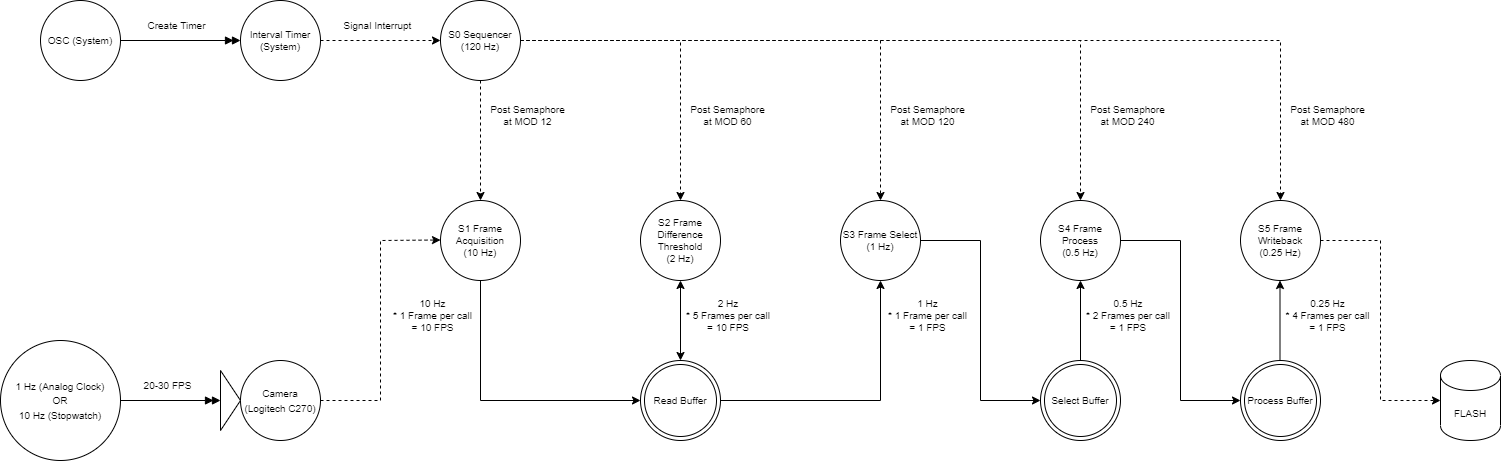 OSC (System)
Create Timer
Interval Timer
(System)
Signal Interrupt
S0 Sequencer
(120 Hz)
Post Semaphore
at MOD 12
Post Semaphore
at MOD 60
Post Semaphore
at MOD 120
Post Semaphore
at MOD 240
Post Semaphore
at MOD 480
S1 Frame
Acquisition
(10 Hz)
S2 Frame
Difference
Threshold
(2 Hz)
S3 Frame Select
(1 Hz)
S4 Frame
Process
(0.5 Hz)
S5 Frame
Writeback
(0.25 Hz)
10 Hz
* 1 Frame per call
= 10 FPS
2 Hz
* 5 Frames per call
= 10 FPS
1 Hz
* 1 Frame per call
= 1 FPS
0.5 Hz
* 2 Frames per call
= 1 FPS
0.25 Hz
* 4 Frames per call
= 1 FPS
1 Hz (Analog Clock)
OR
10 Hz (Stopwatch)
20-30 FPS
Camera
(Logitech C270)
Read Buffer
Select Buffer
Process Buffer
FLASH